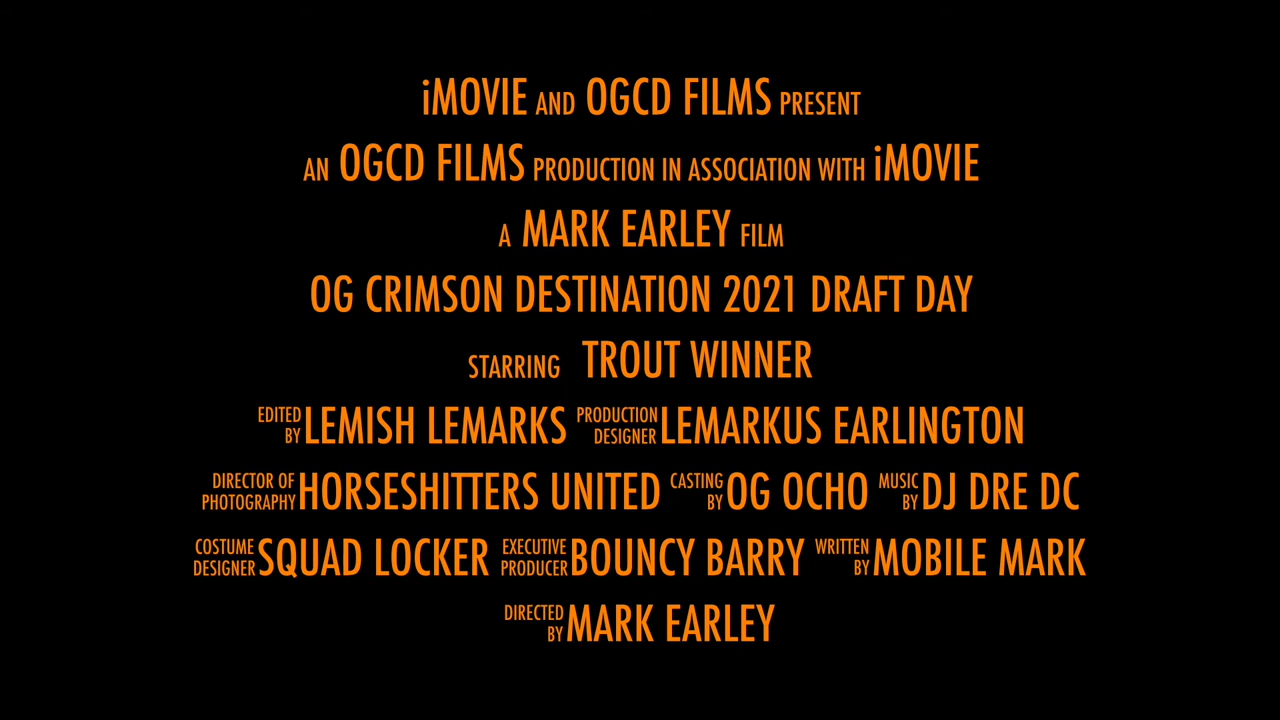 iMOVIE AND OGCD FILMS PRESENT
AN OGCD FILMS PRODUCTION IN ASSOCIATION WITH iMOVIE
A MARK EARLEY FILM
OG CRIMSON DESTINATION 2021 DRAFT DAY
STARRING TROUT WINNER
EDITED BY LEMISH LEMARKS PRODUCTION DESIGNER LEMARKUS EARLINGTON
DIRECTOR OF PHOTOGRAPHY HORSESHITTERS UNITED CASTING BY OG OCHO MUSIC BY DJ DRE DC
COSTUME DESIGNER SQUAD LOCKER EXECUTIVE PRODUCER BOUNCY BARRY WRITTEN BY MOBILE MARK
DIRECTED BY MARK EARLEY